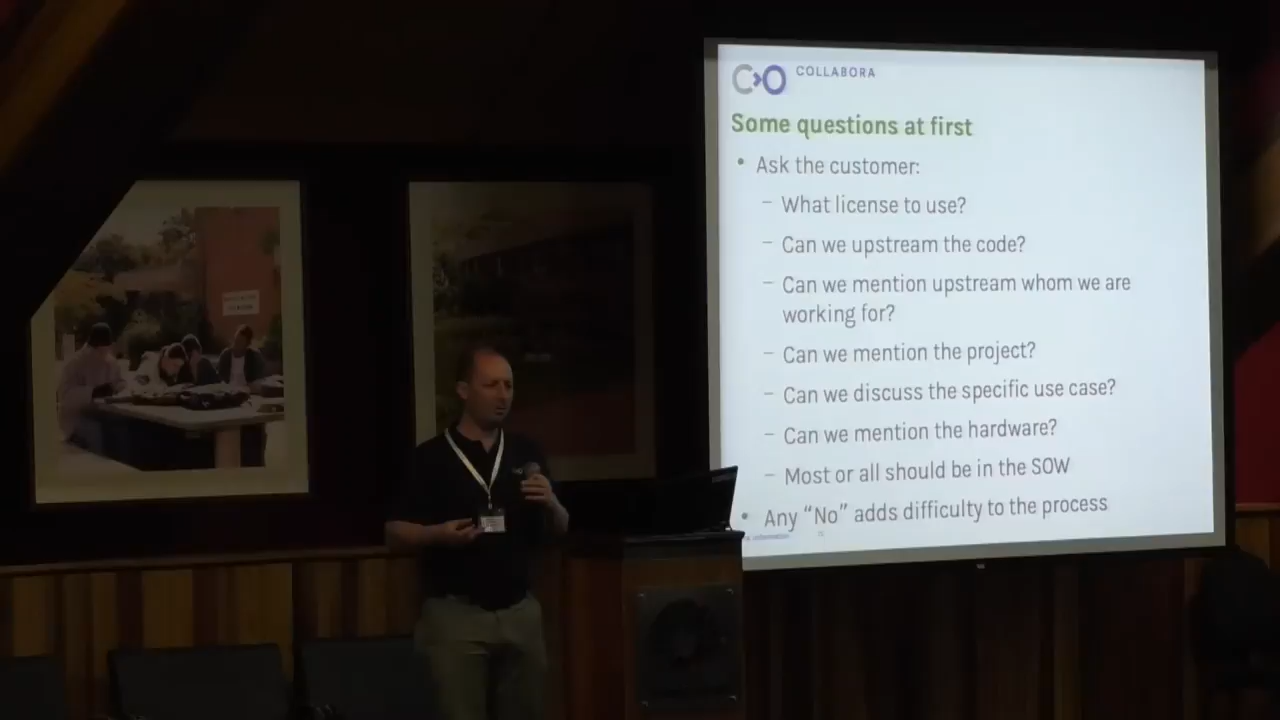 COLLABORA
Some questions at first
• Ask the customer:
– What license to use?
– Can we upstream the code?
– Can we mention upstream whom we are
working for?
– Can we mention the project?
– Can we discuss the specific use case?
– Can we mention the hardware?
– Most or all should be in the SOW
• Any “No” adds difficulty to the process